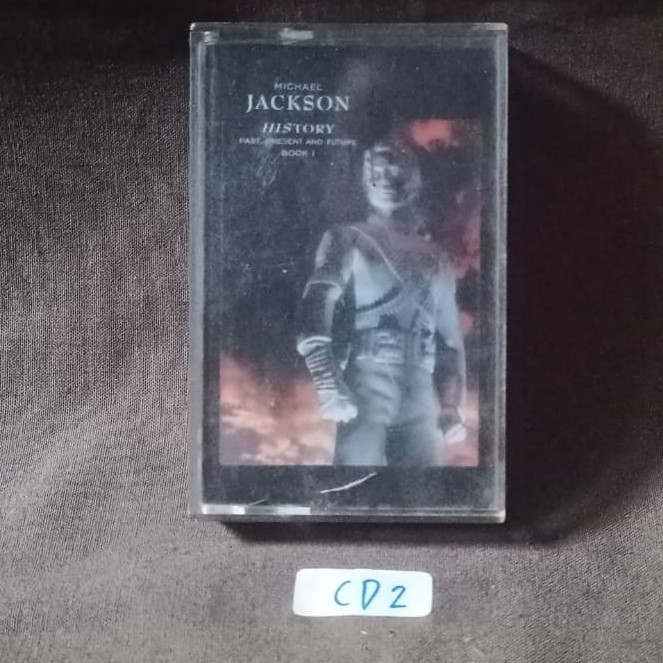 MICHAEL
JACKSON
HISTORY
PAST, PRESENT AND FUTURE
BOOK I
CD2